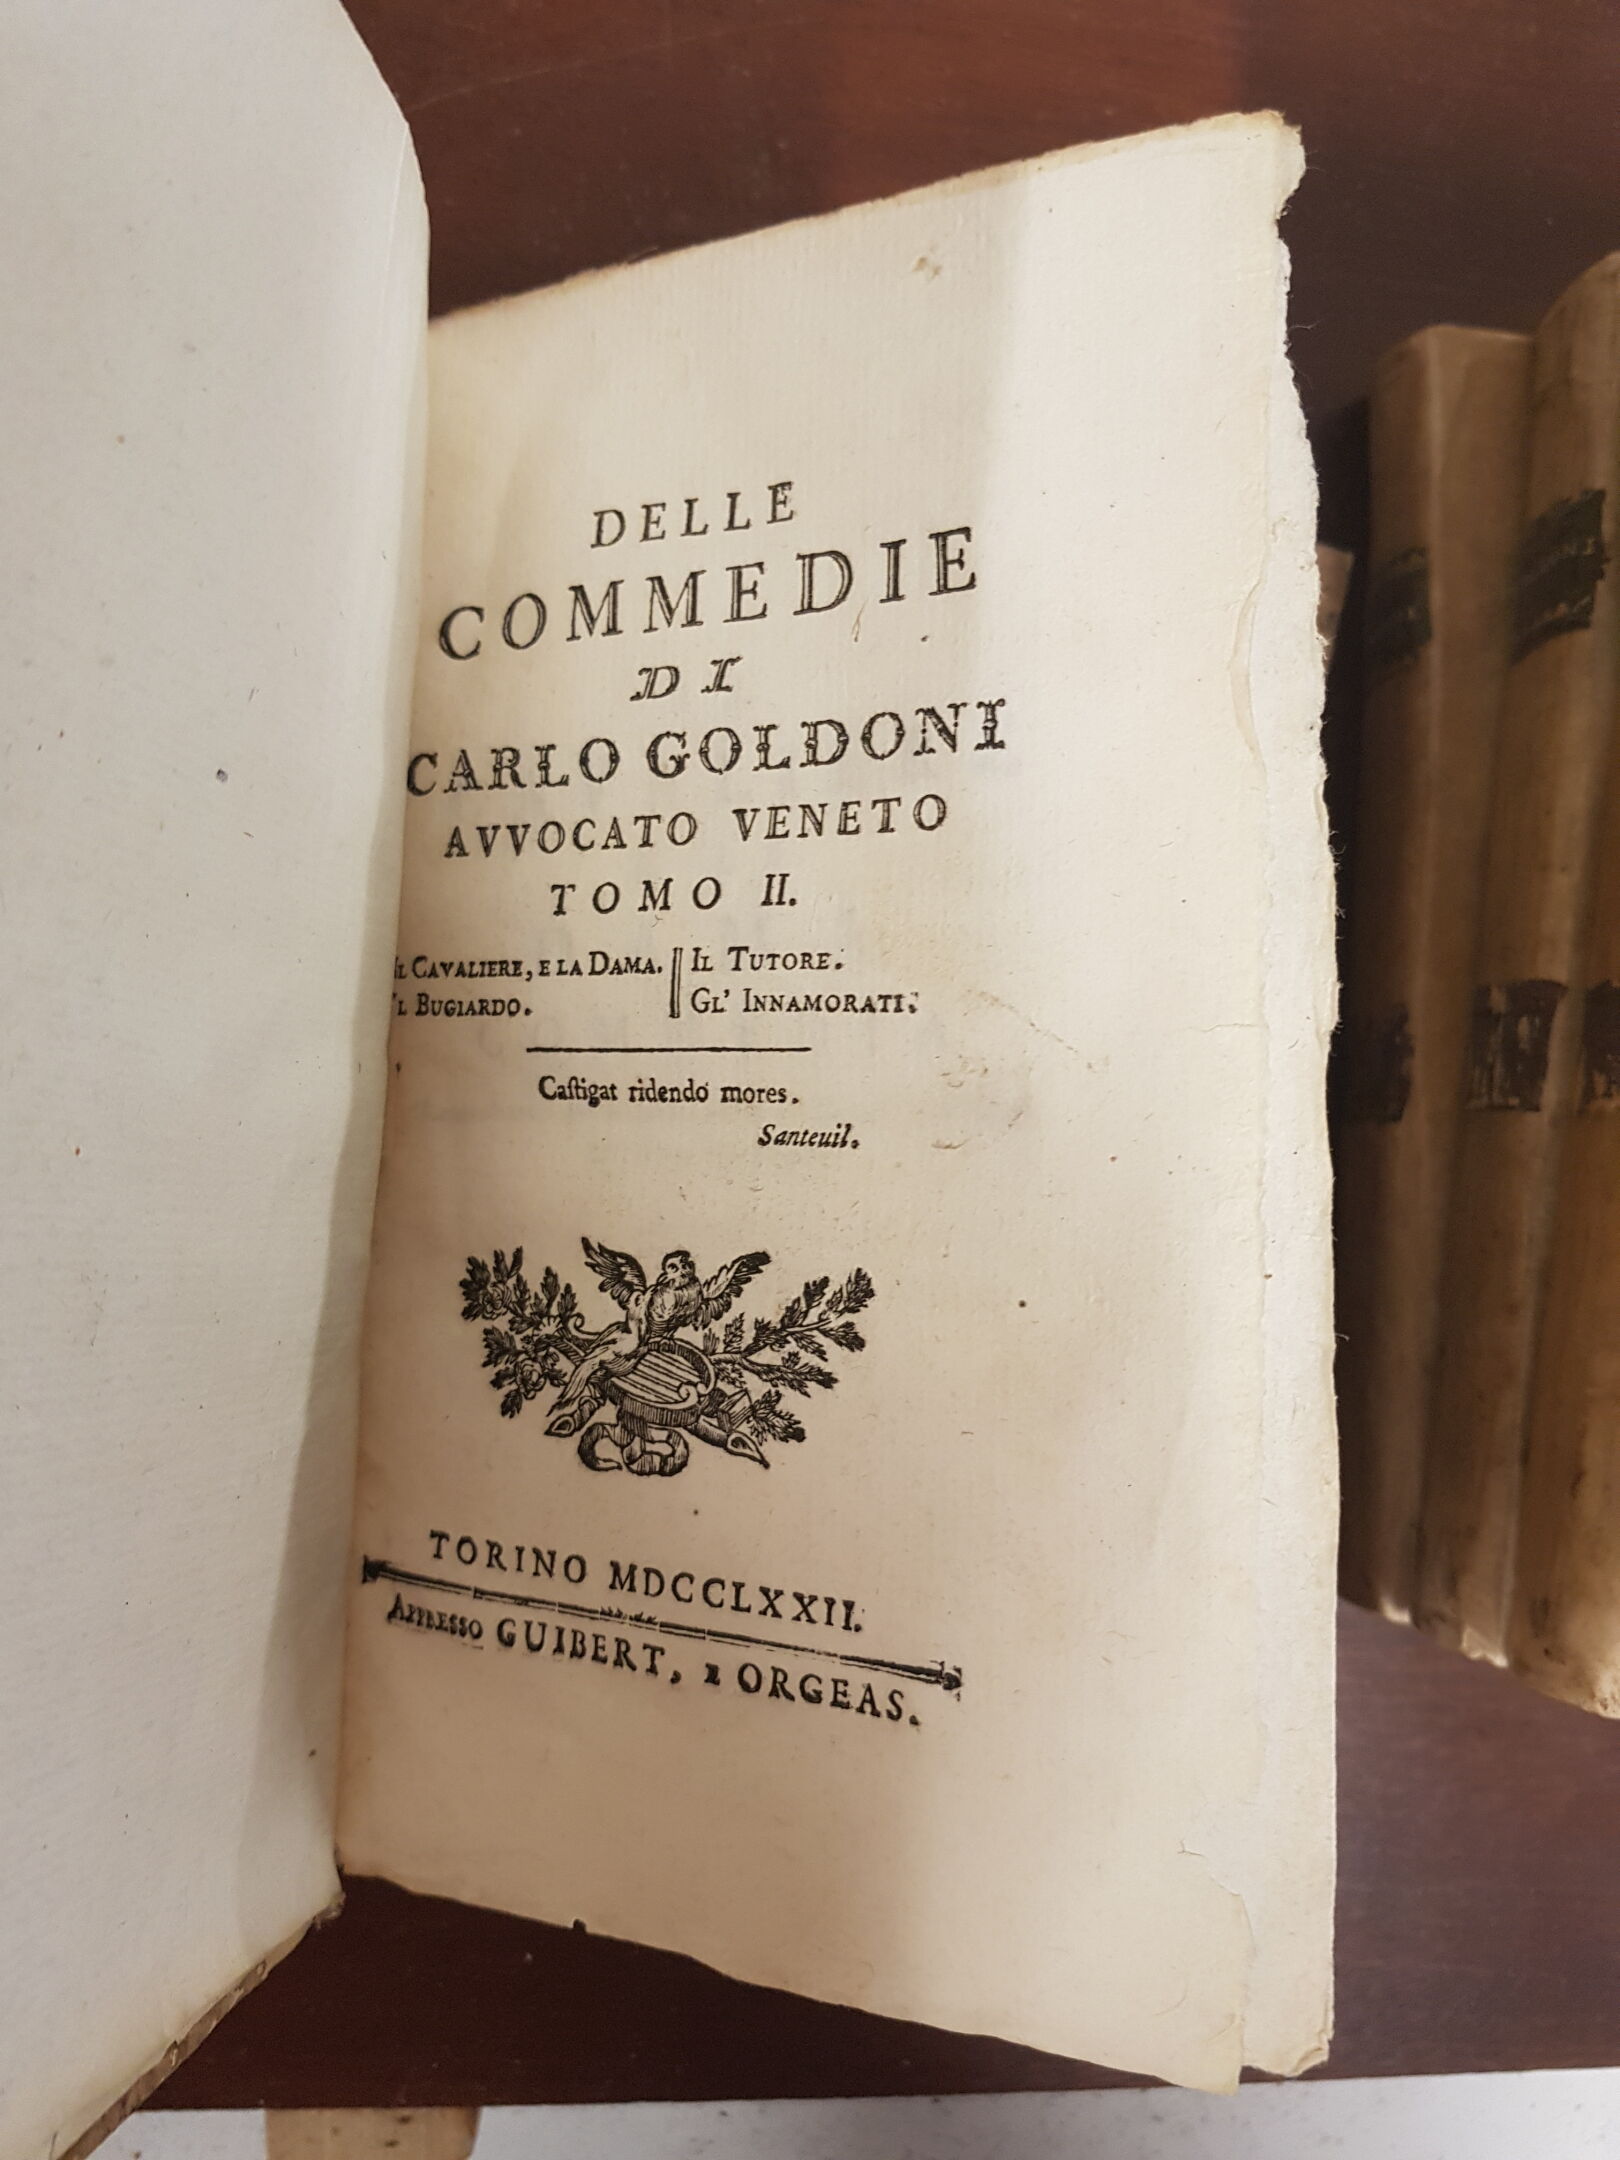 DELLE
COMMEDIE
DI
CARLO GOLDONI
AVVOCATO VENETO
TOMO II.
Il Cavaliere, e la Dama. || Il Tutore.
Il Bugiardo. || Gl' Innamorati.
Caſtigat ridendo mores.
Santeuil.
TORINO MDCCLXXII.
Appresso GUIBERT, e ORGEAS.